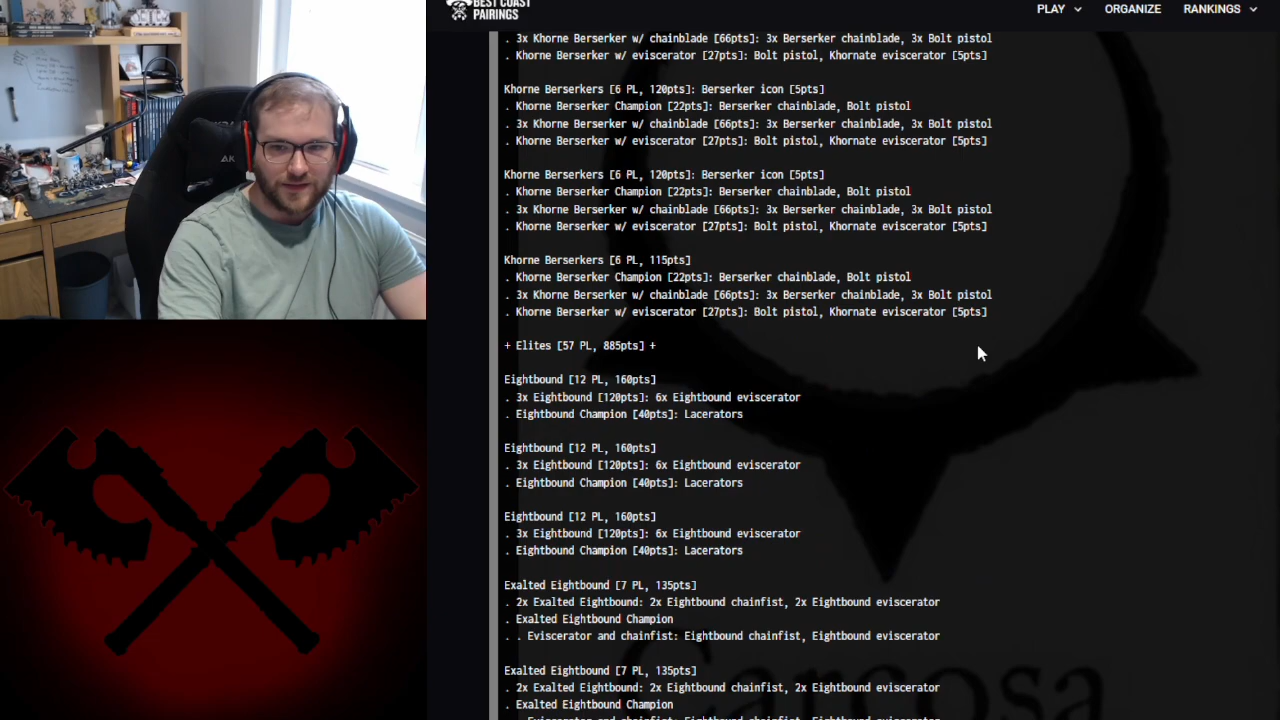 BEST COAST
PAIRINGS
PLAY
ORGANIZE
RANKINGS
. 3x Khorne Berserker w/ chainblade [66pts]: 3x Berserker chainblade, 3x Bolt pistol
. Khorne Berserker w/ eviscerator [27pts]: Bolt pistol, Khornate eviscerator [5pts]
Khorne Berserkers [6 PL, 120pts]: Berserker icon [5pts]
. Khorne Berserker Champion [22pts]: Berserker chainblade, Bolt pistol
. 3x Khorne Berserker w/ chainblade [66pts]: 3x Berserker chainblade, 3x Bolt pistol
. Khorne Berserker w/ eviscerator [27pts]: Bolt pistol, Khornate eviscerator [5pts]
Khorne Berserkers [6 PL, 120pts]: Berserker icon [5pts]
. Khorne Berserker Champion [22pts]: Berserker chainblade, Bolt pistol
. 3x Khorne Berserker w/ chainblade [66pts]: 3x Berserker chainblade, 3x Bolt pistol
. Khorne Berserker w/ eviscerator [27pts]: Bolt pistol, Khornate eviscerator [5pts]
Khorne Berserkers [6 PL, 115pts]
. Khorne Berserker Champion [22pts]: Berserker chainblade, Bolt pistol
. 3x Khorne Berserker w/ chainblade [66pts]: 3x Berserker chainblade, 3x Bolt pistol
. Khorne Berserker w/ eviscerator [27pts]: Bolt pistol, Khornate eviscerator [5pts]
+ Elites [57 PL, 885pts] +
Eightbound [12 PL, 160pts]
. 3x Eightbound [120pts]: 6x Eightbound eviscerator
. Eightbound Champion [40pts]: Lacerators
Eightbound [12 PL, 160pts]
. 3x Eightbound [120pts]: 6x Eightbound eviscerator
. Eightbound Champion [40pts]: Lacerators
Eightbound [12 PL, 160pts]
. 3x Eightbound [120pts]: 6x Eightbound eviscerator
. Eightbound Champion [40pts]: Lacerators
Exalted Eightbound [7 PL, 135pts]
. 2x Exalted Eightbound: 2x Eightbound chainfist, 2x Eightbound eviscerator
. Exalted Eightbound Champion
. . Eviscerator and chainfist: Eightbound chainfist, Eightbound eviscerator
Exalted Eightbound [7 PL, 135pts]
. 2x Exalted Eightbound: 2x Eightbound chainfist, 2x Eightbound eviscerator
. Exalted Eightbound Champion
Carcosa